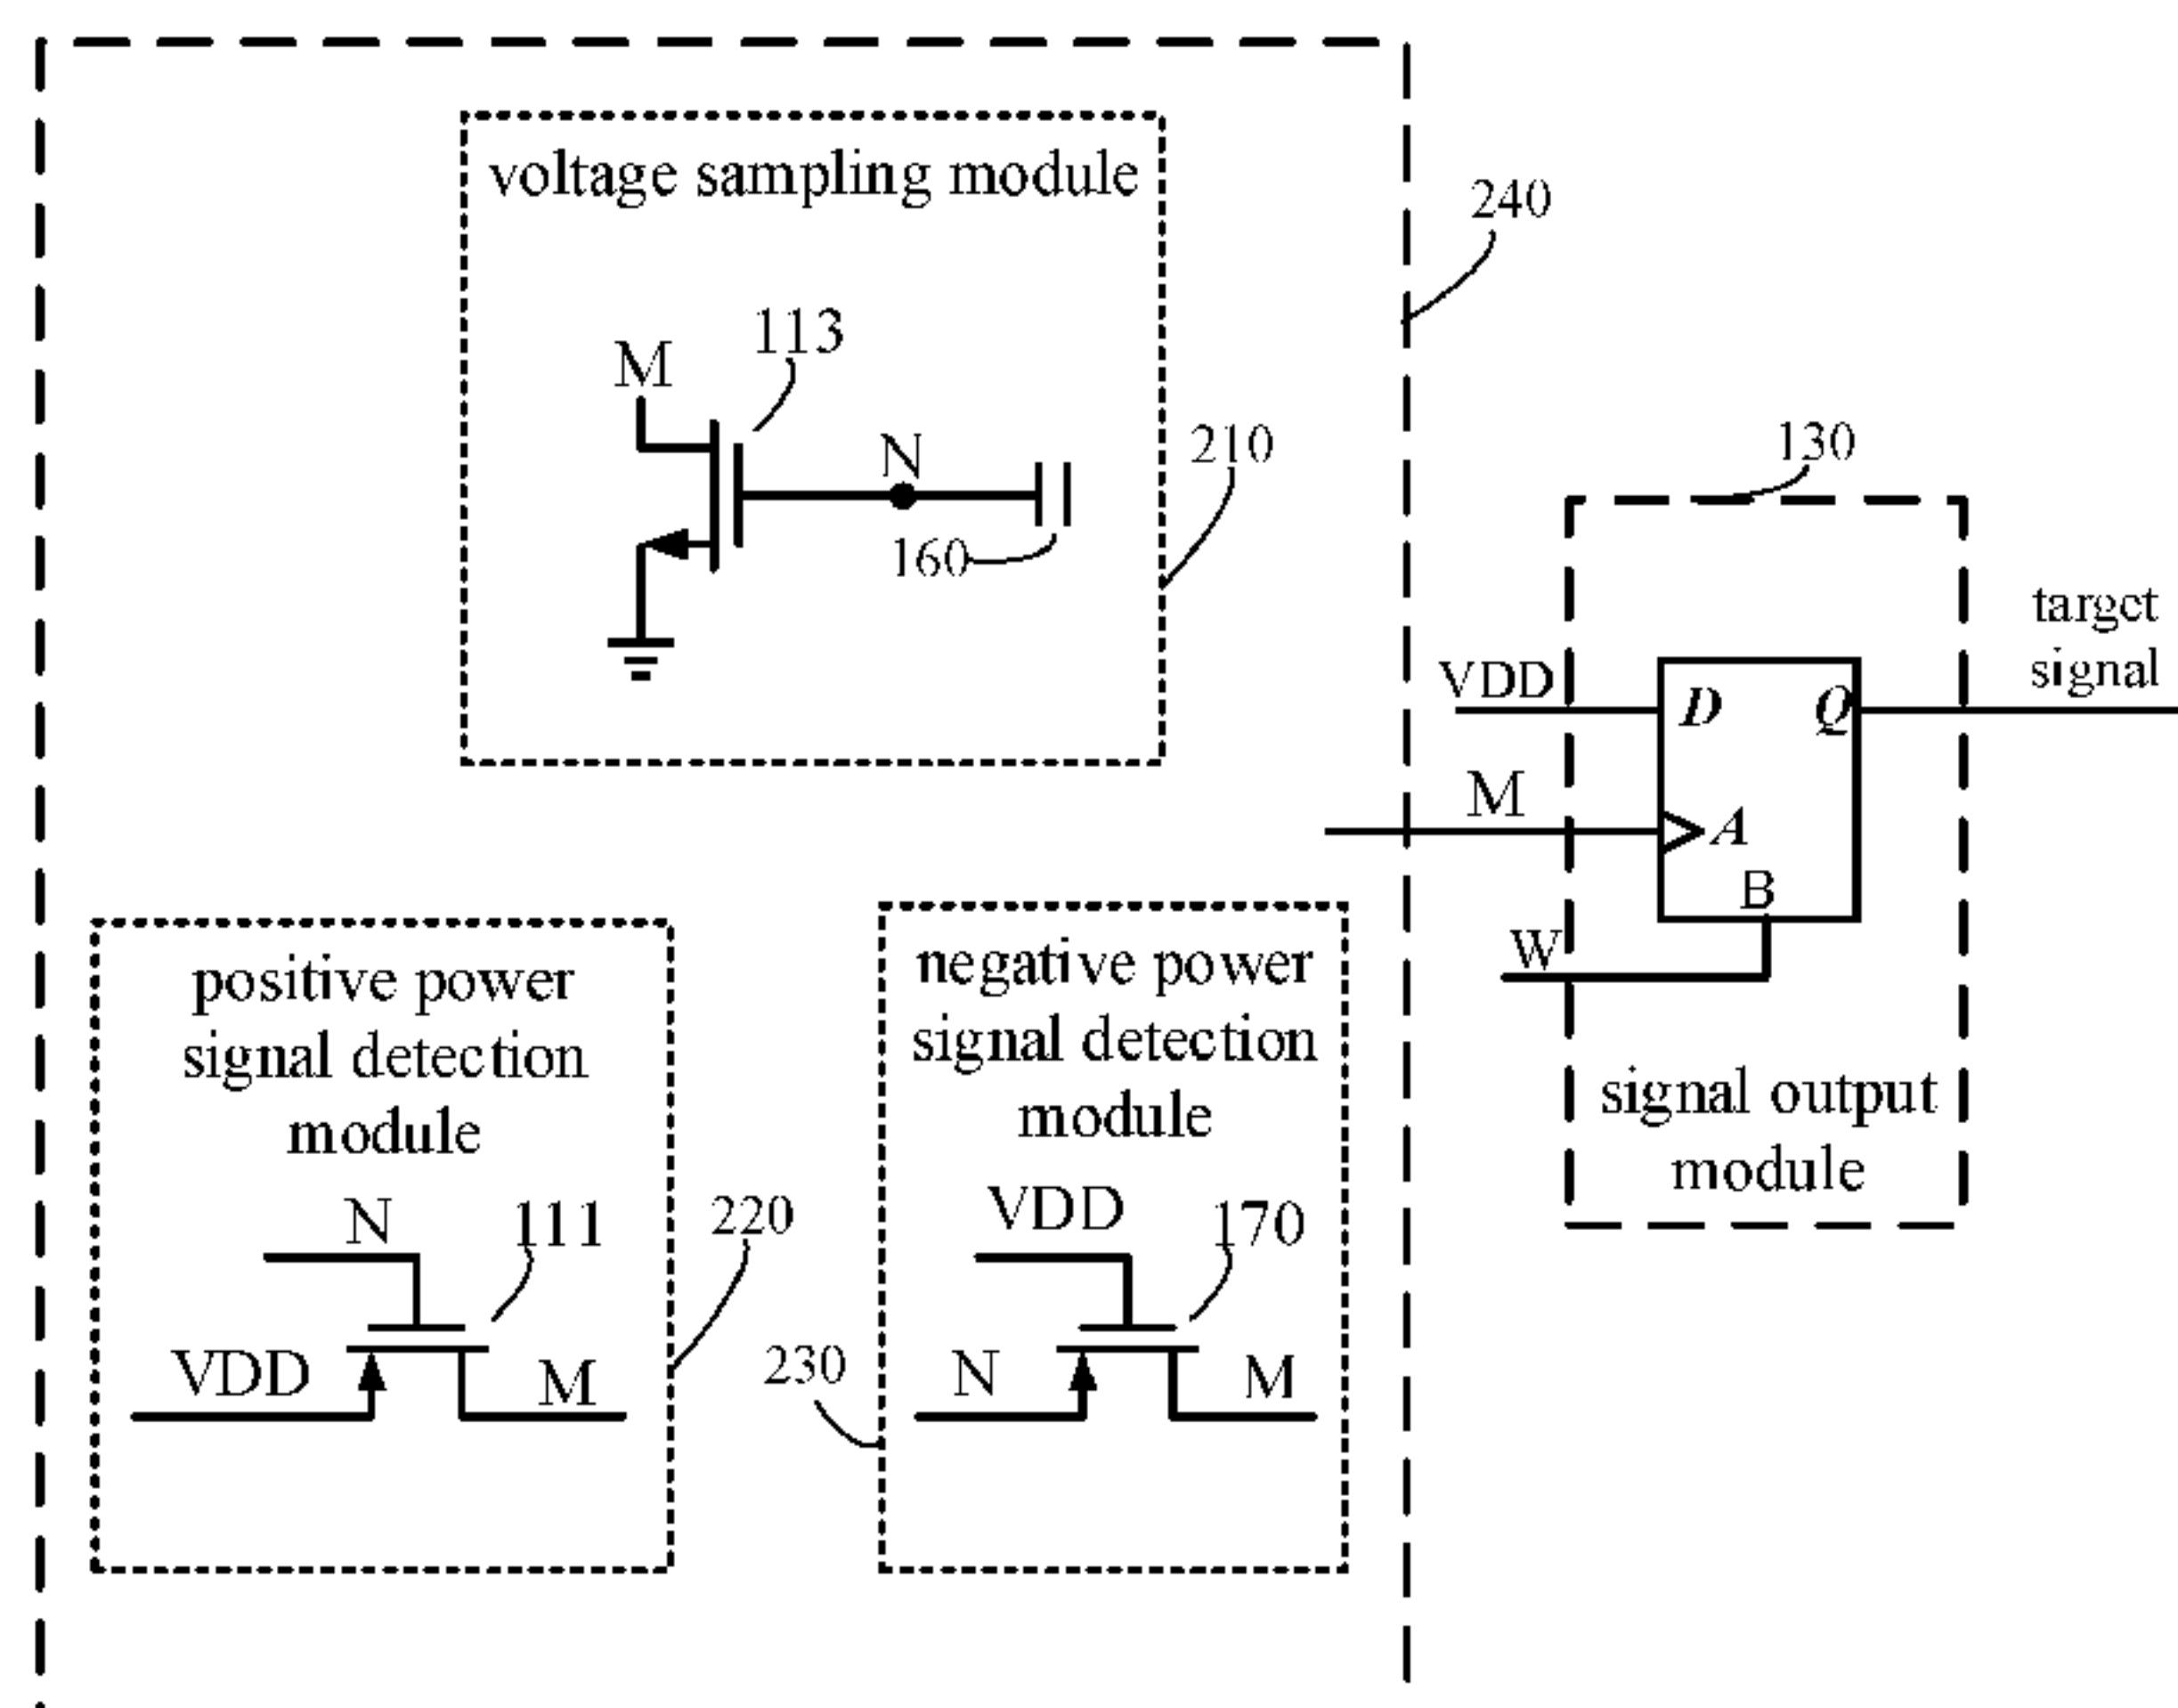 voltage sampling module
240
113
M
N
210
160
130
target
signal
VDD
D
Q
M
A
B
W
signal output
module
positive power
signal detection
module
N
111
220
VDD
M
negative power
signal detection
module
VDD
170
230
N
M